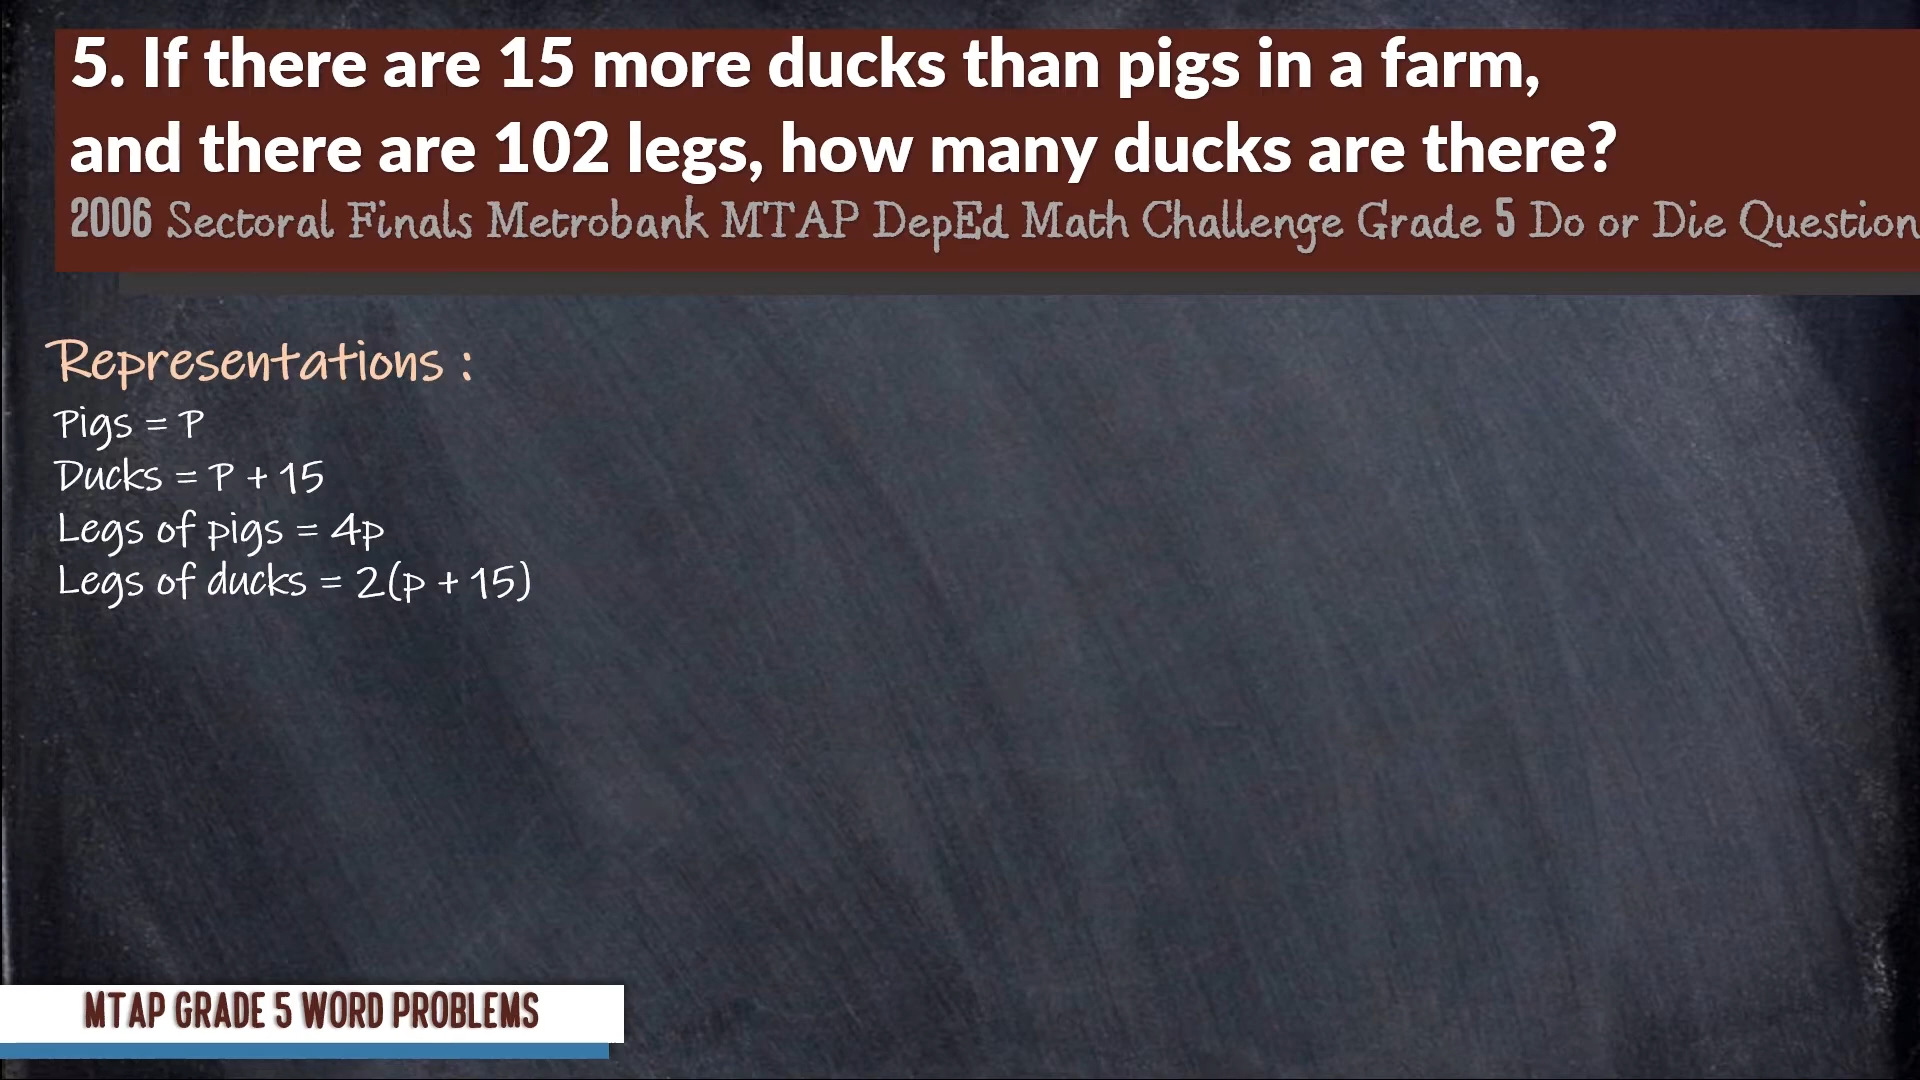 5. If there are 15 more ducks than pigs in a farm,
and there are 102 legs, how many ducks are there?
2006 Sectoral Finals Metrobank MTAP DepEd Math Challenge Grade 5 Do or Die Question
Representations :
Pigs = P
Ducks = P + 15
Legs of pigs = 4p
Legs of ducks = 2(p + 15)
MTAP GRADE 5 WORD PROBLEMS